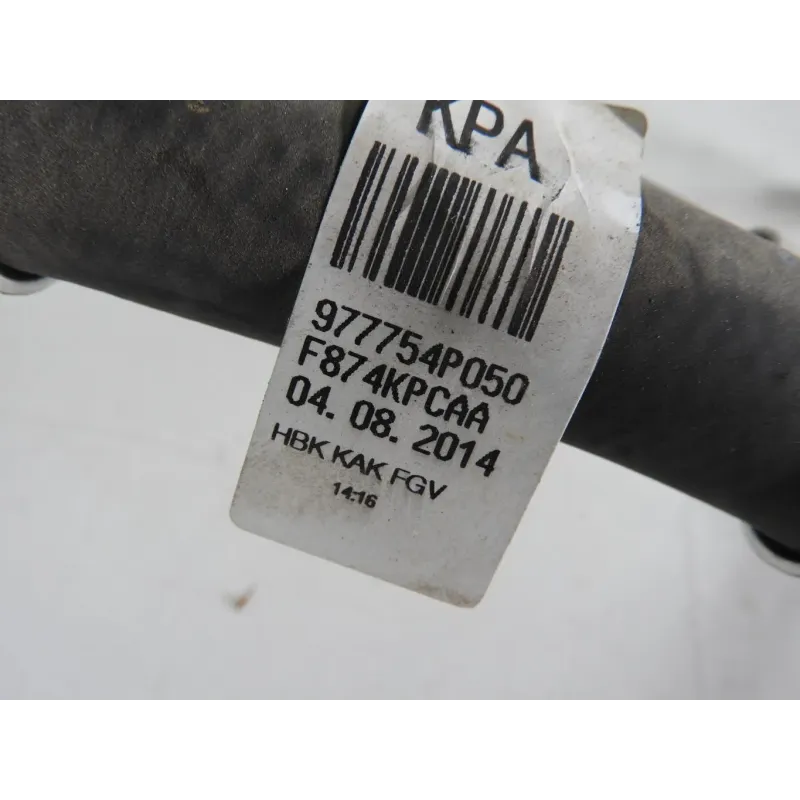 KPA
977754P050
F874KPCAA
04. 08. 2014
HBK KAK FGV
14:16